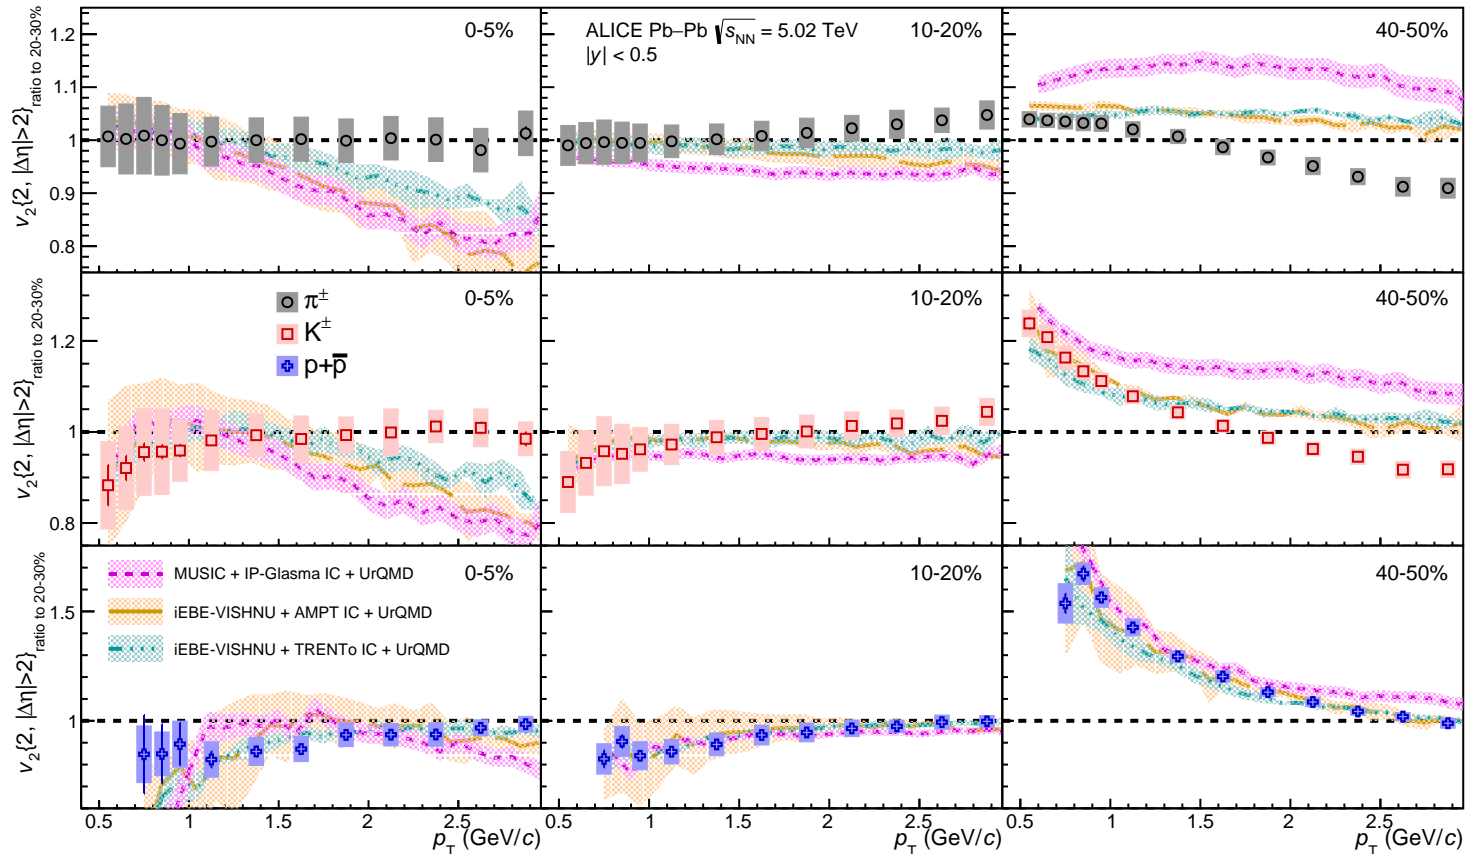 v₂{2, |Δη|>2}ratio to 20-30%
1.2
1.1
1
0.9
0.8
0-5%
ALICE Pb–Pb √sNN = 5.02 TeV
|y| < 0.5
10-20%
40-50%
v₂{2, |Δη|>2}ratio to 20-30%
1.2
1
0.8
0-5%
π±
K±
p+p̅
10-20%
40-50%
v₂{2, |Δη|>2}ratio to 20-30%
1.5
1
0-5%
MUSIC + IP-Glasma IC + UrQMD
iEBE-VISHNU + AMPT IC + UrQMD
iEBE-VISHNU + TRENTo IC + UrQMD
10-20%
40-50%
0.5 1 1.5 2 2.5
0.5 1 1.5 2 2.5
0.5 1 1.5 2 2.5
pT (GeV/c)
pT (GeV/c)
pT (GeV/c)